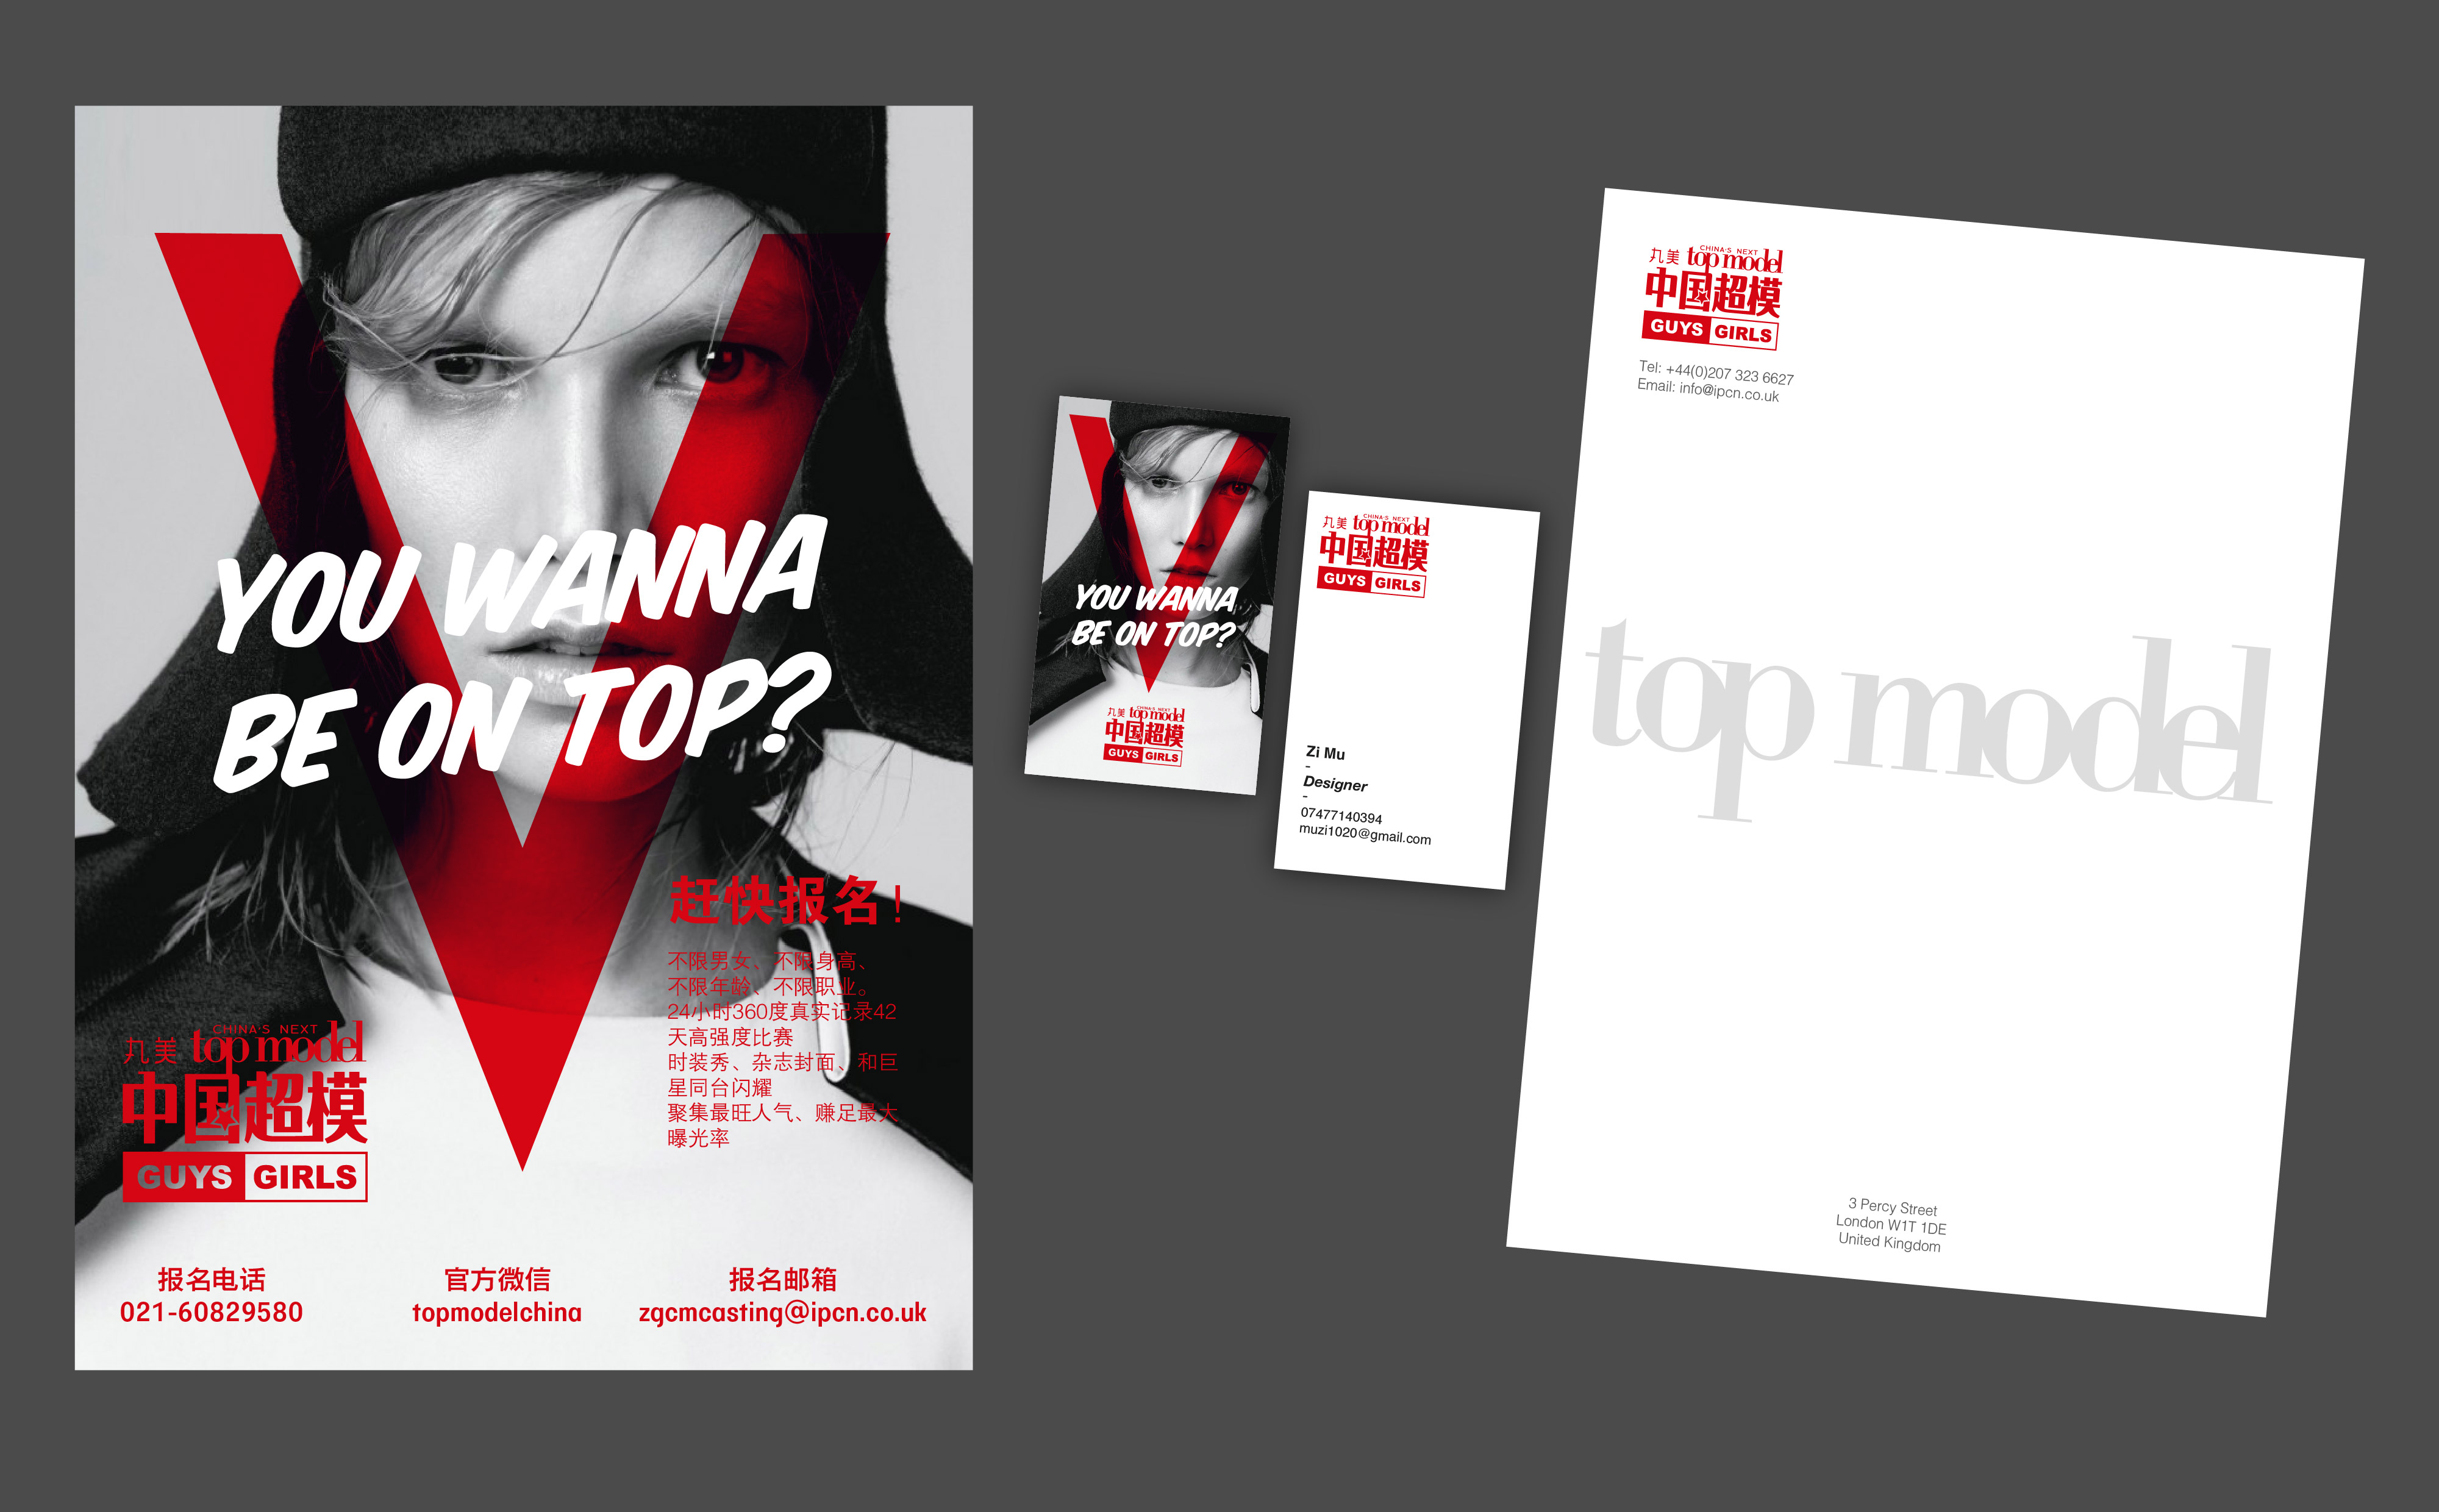 V
YOU WANNA
BE ON TOP?
赶快报名!
不限男女、不限身高、
不限年龄、不限职业。
24小时360度真实记录42
天高强度比赛
时装秀、杂志封面、和巨
星同台闪耀
聚集最旺人气、赚足最大
曝光率
CHINA·S NEXT
丸美 top model
中国超模
GUYS GIRLS
报名电话
021-60829580
官方微信
topmodelchina
报名邮箱
zgcmcasting@ipcn.co.uk
V
YOU WANNA
BE ON TOP?
CHINA·S NEXT
丸美 top model
中国超模
GUYS GIRLS
CHINA·S NEXT
丸美 top model
中国超模
GUYS GIRLS
Zi Mu
-
Designer
-
07477140394
muzi1020@gmail.com
CHINA·S NEXT
丸美 top model
中国超模
GUYS GIRLS
Tel: +44(0)207 323 6627
Email: info@ipcn.co.uk
top model
3 Percy Street
London W1T 1DE
United Kingdom